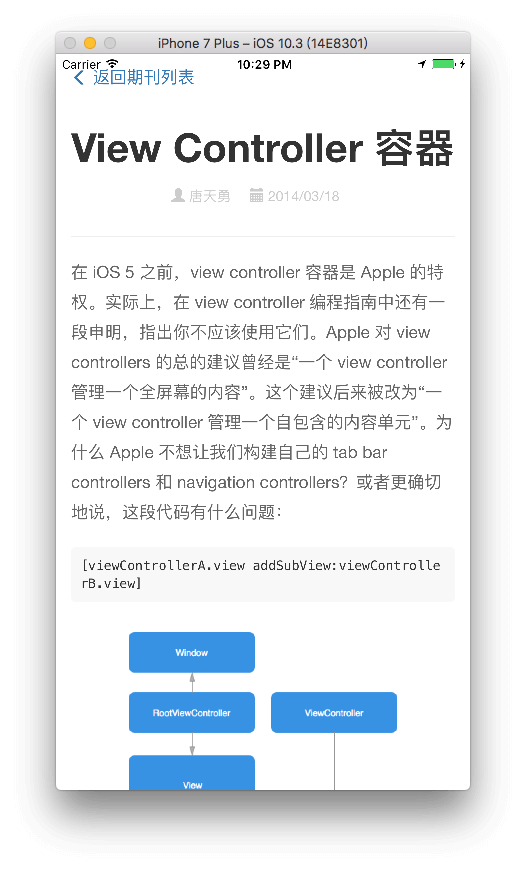 iPhone 7 Plus – iOS 10.3 (14E8301)
Carrier 10:29 PM
返回期刊列表
View Controller 容器
唐天勇 2014/03/18
在 iOS 5 之前，view controller 容器是 Apple 的特
权。实际上，在 view controller 编程指南中还有一
段申明，指出你不应该使用它们。Apple 对 view
controllers 的总的建议曾经是“一个 view controller
管理一个全屏幕的内容”。这个建议后来被改为“一
个 view controller 管理一个自包含的内容单元”。为
什么 Apple 不想让我们构建自己的 tab bar
controllers 和 navigation controllers？或者更确切
地说，这段代码有什么问题：
[viewControllerA.view addSubView:viewControlle
rB.view]
Window
RootViewController ViewController
View